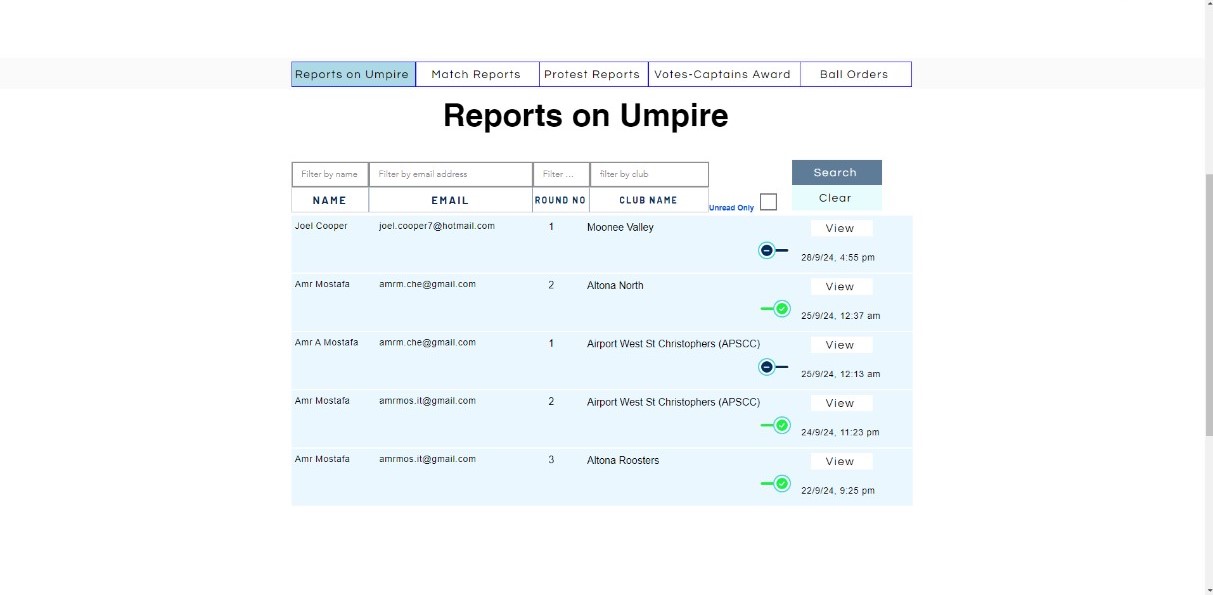 Reports on Umpire Match Reports Protest Reports Votes-Captains Award Ball Orders
Reports on Umpire
Filter by name Filter by email address Filter ... filter by club Search
NAME EMAIL ROUND NO CLUB NAME Unread Only Clear
Joel Cooper joel.cooper7@hotmail.com 1 Moonee Valley View
28/9/24, 4:55 pm
Amr Mostafa amrm.che@gmail.com 2 Altona North View
25/9/24, 12:37 am
Amr A Mostafa amrm.che@gmail.com 1 Airport West St Christophers (APSCC) View
25/9/24, 12:13 am
Amr Mostafa amrmos.it@gmail.com 2 Airport West St Christophers (APSCC) View
24/9/24, 11:23 pm
Amr Mostafa amrmos.it@gmail.com 3 Altona Roosters View
22/9/24, 9:25 pm